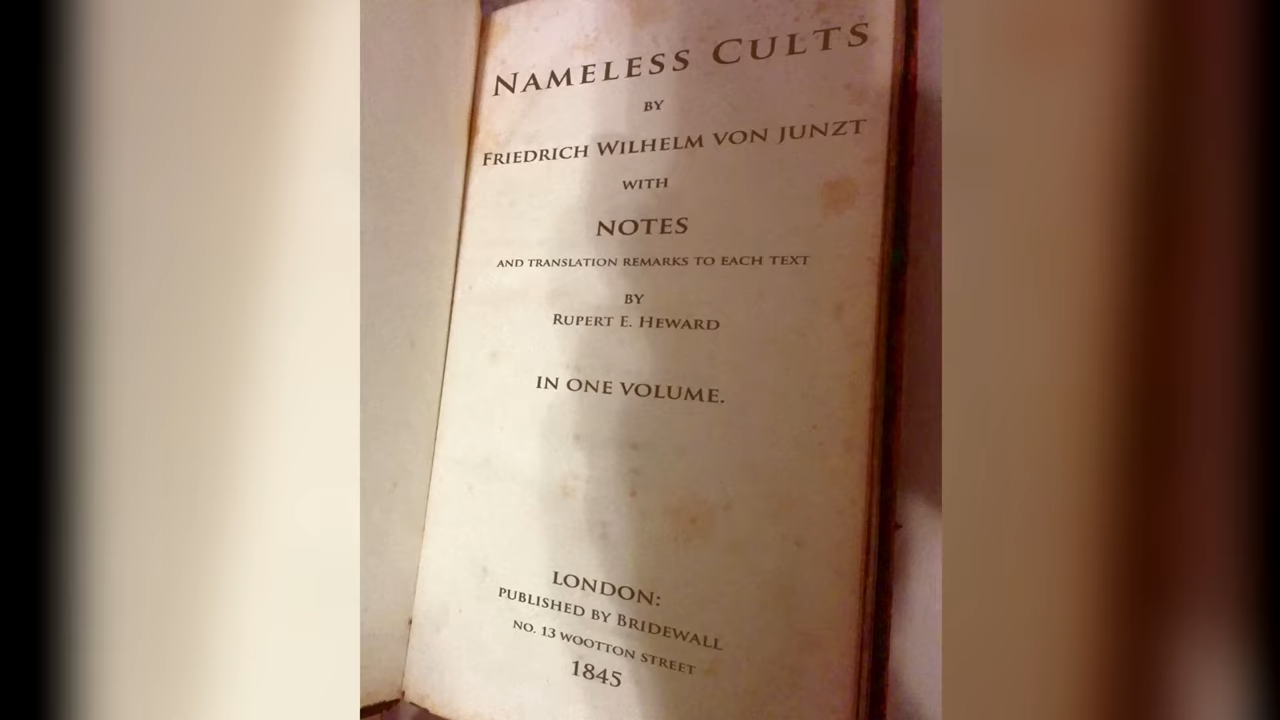 NAMELESS CULTS
BY
FRIEDRICH WILHELM VON JUNZT
WITH
NOTES
AND TRANSLATION REMARKS TO EACH TEXT
BY
RUPERT E. HEWARD
IN ONE VOLUME.
LONDON:
PUBLISHED BY BRIDEWALL
NO. 13 WOOTTON STREET
1845